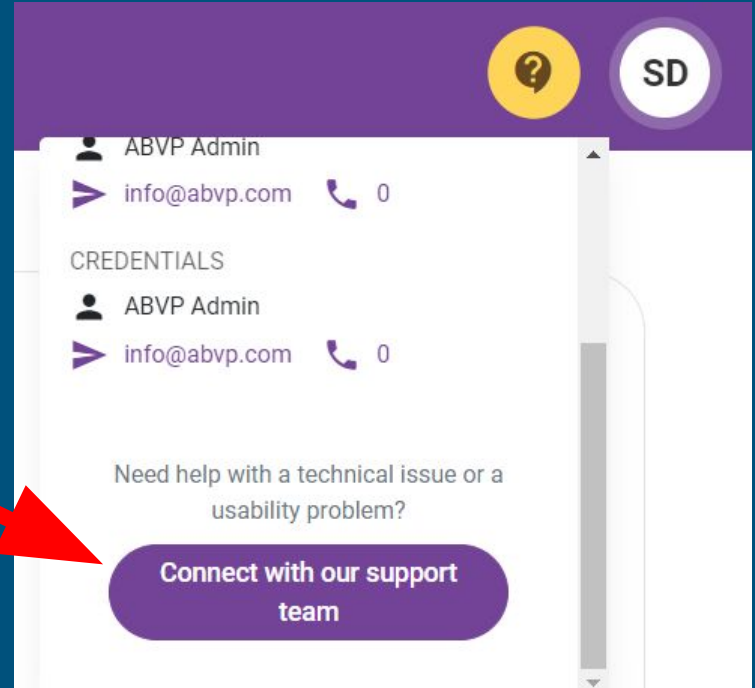 ?
SD
ABVP Admin
info@abvp.com 0
CREDENTIALS
ABVP Admin
info@abvp.com 0
Need help with a technical issue or a
usability problem?
Connect with our support
team